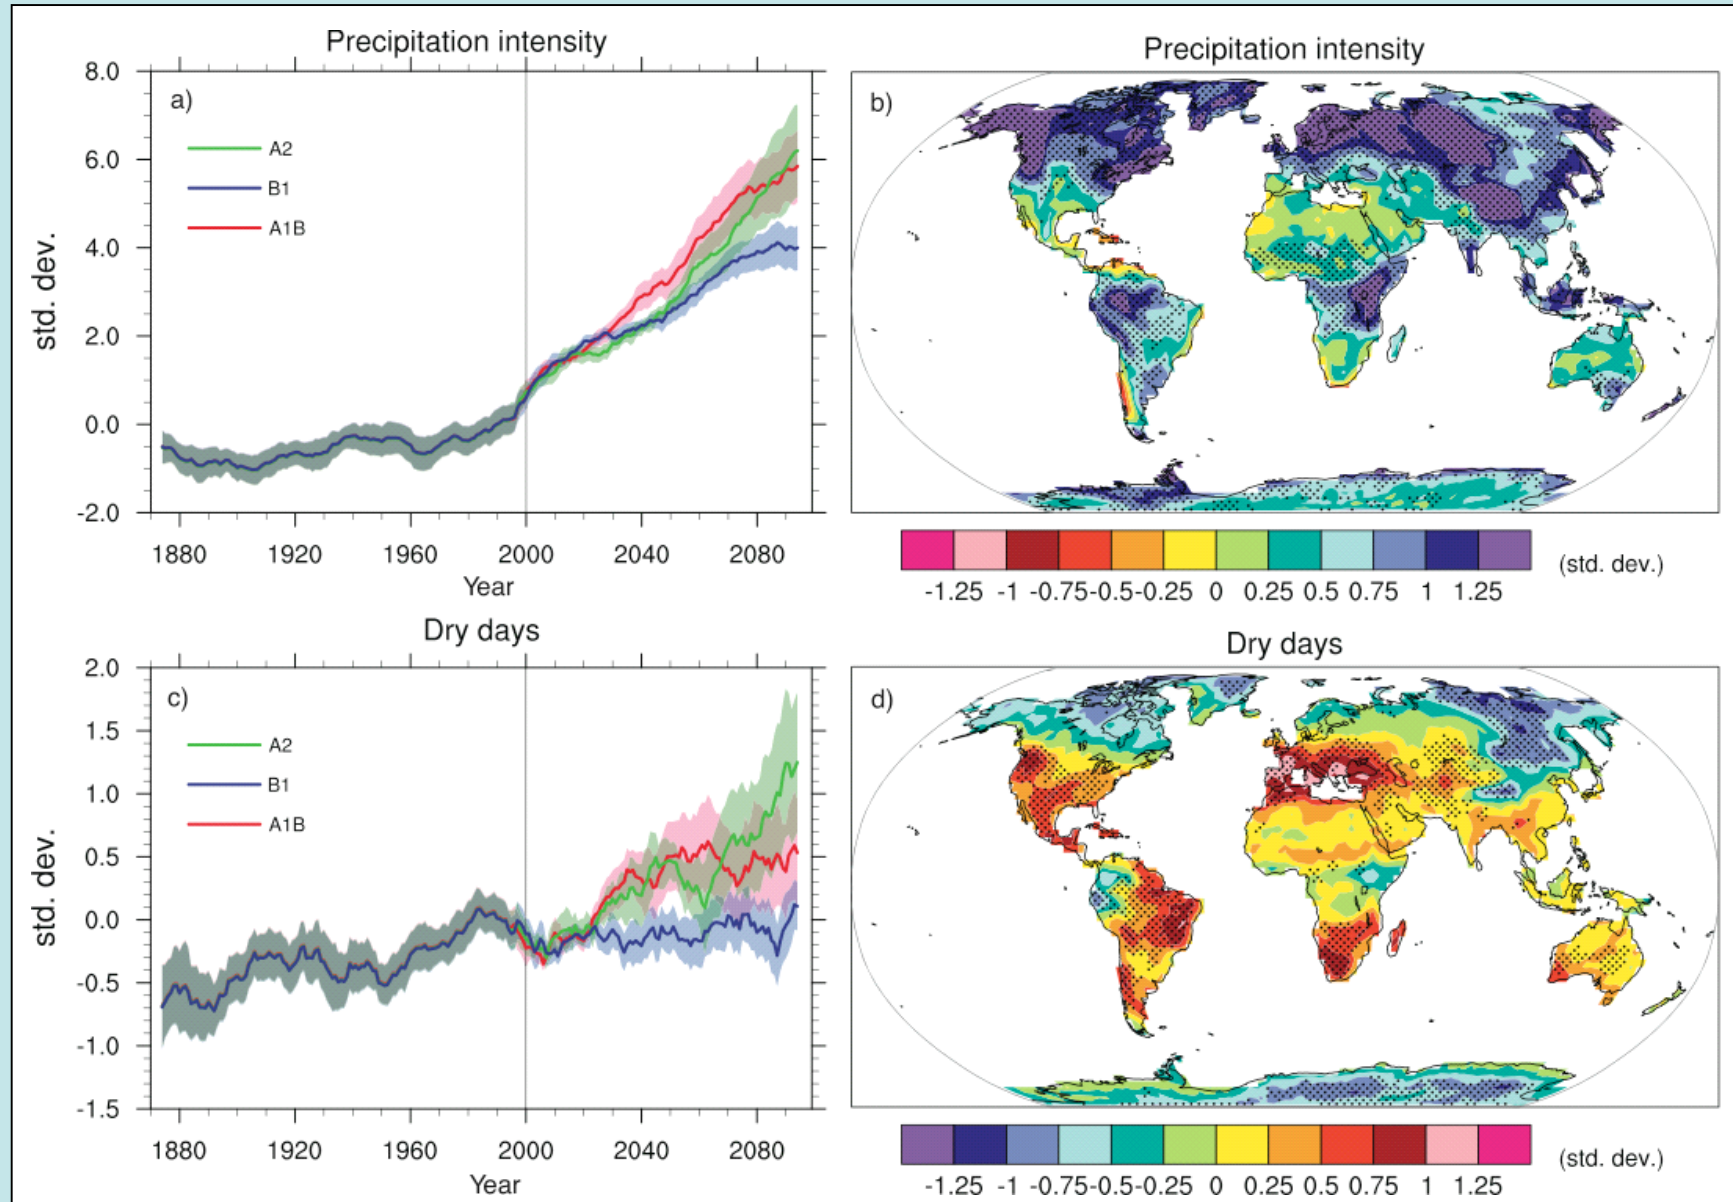 Precipitation intensity
a)
A2
B1
A1B
8.0
6.0
4.0
2.0
0.0
-2.0
std. dev.
1880 1920 1960 2000 2040 2080
Year
Precipitation intensity
b)
-1.25 -1 -0.75 -0.5 -0.25 0 0.25 0.5 0.75 1 1.25
(std. dev.)
Dry days
c)
A2
B1
A1B
2.0
1.5
1.0
0.5
0.0
-0.5
-1.0
-1.5
std. dev.
1880 1920 1960 2000 2040 2080
Year
Dry days
d)
-1.25 -1 -0.75 -0.5 -0.25 0 0.25 0.5 0.75 1 1.25
(std. dev.)